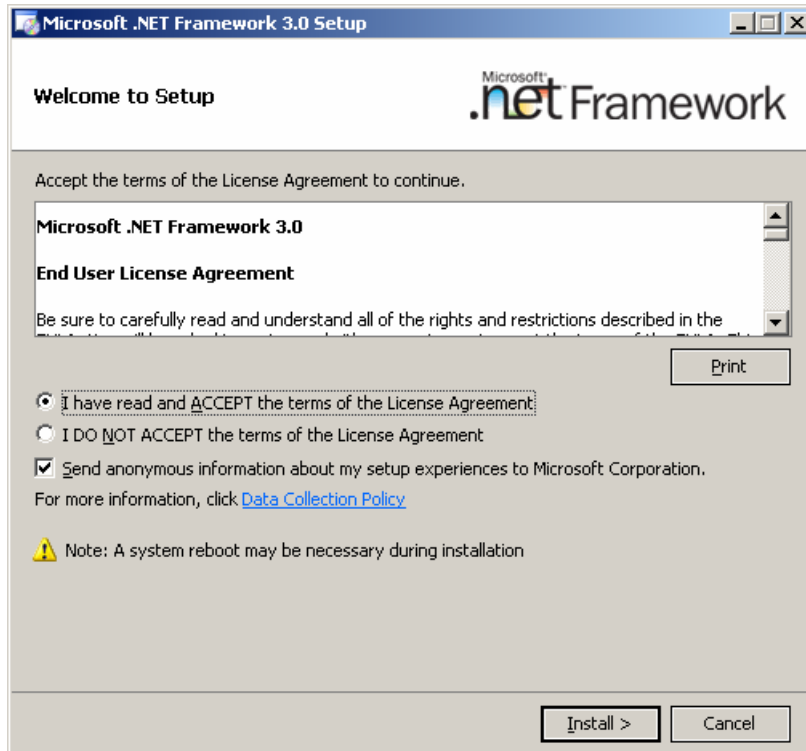 Microsoft .NET Framework 3.0 Setup
Welcome to Setup
Microsoft
.net Framework
Accept the terms of the License Agreement to continue.
Microsoft .NET Framework 3.0
End User License Agreement
Be sure to carefully read and understand all of the rights and restrictions described in the
Print
I have read and ACCEPT the terms of the License Agreement
I DO NOT ACCEPT the terms of the License Agreement
Send anonymous information about my setup experiences to Microsoft Corporation.
For more information, click Data Collection Policy
Note: A system reboot may be necessary during installation
Install >
Cancel